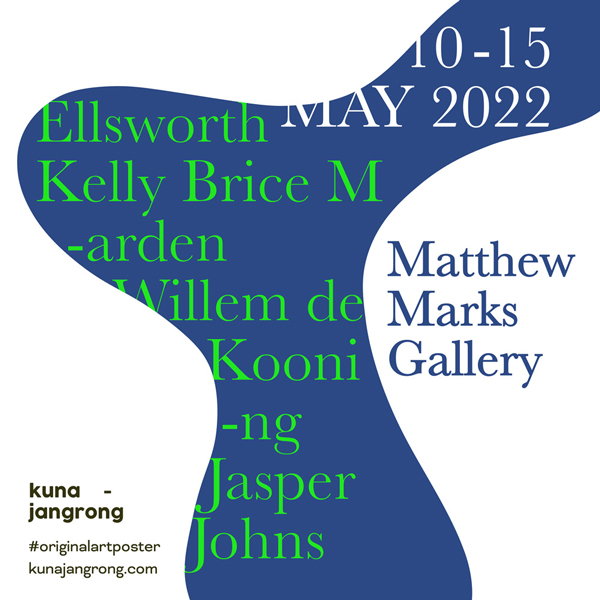 10-15
MAY 2022
Ellsworth
Kelly Brice M
-arden
Willem de
Kooni
-ng
Jasper
Johns
Matthew
Marks
Gallery
kuna -
jangrong
#originalartposter
kunajangrong.com